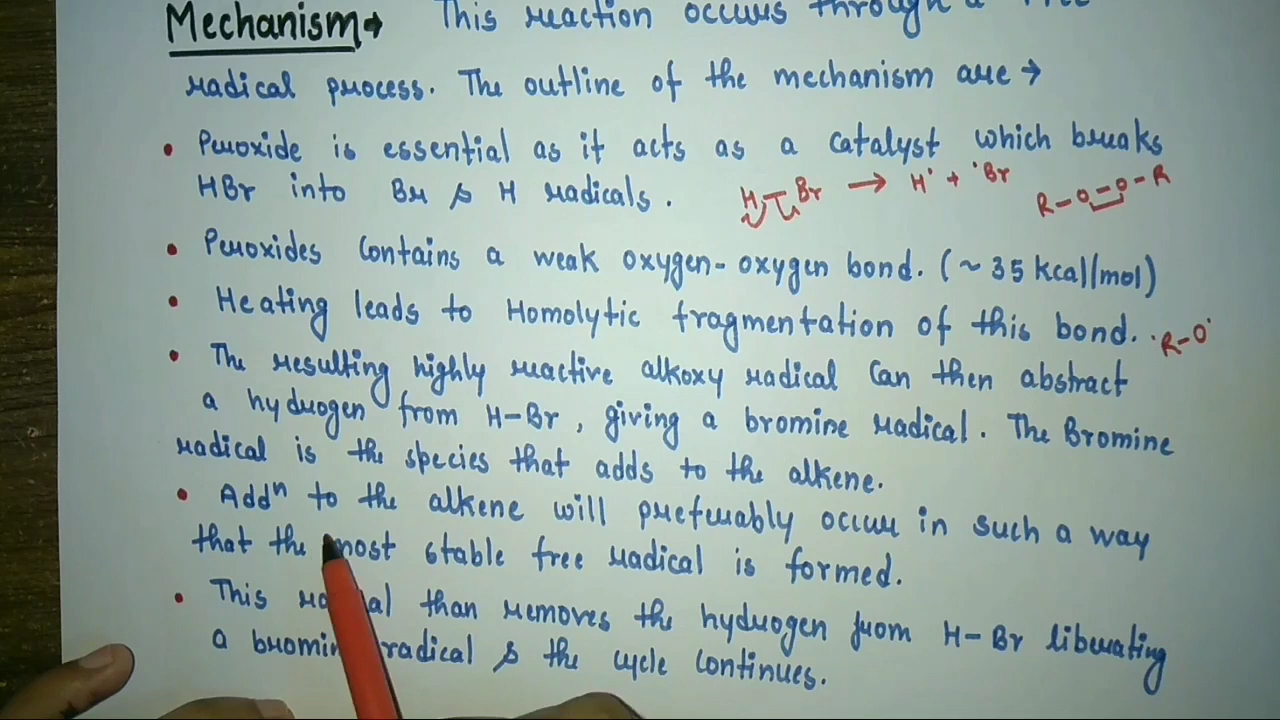 Mechanism→ This reaction occurs through a free
radical process. The outline of the mechanism are →
• Peroxide is essential as it acts as a catalyst which breaks
HBr into Br & H radicals. H—Br → H· + ·Br R-O-O-R
• Peroxides contains a weak oxygen-oxygen bond. (~35 kcal/mol)
• Heating leads to Homolytic fragmentation of this bond. R-O·
• The resulting highly reactive alkoxy radical can then abstract
a hydrogen from H-Br, giving a bromine radical. The Bromine
radical is the species that adds to the alkene.
• Addⁿ to the alkene will preferably occur in such a way
that the most stable free radical is formed.
• This radical than removes the hydrogen from H-Br liberating
a bromine radical & the cycle continues.